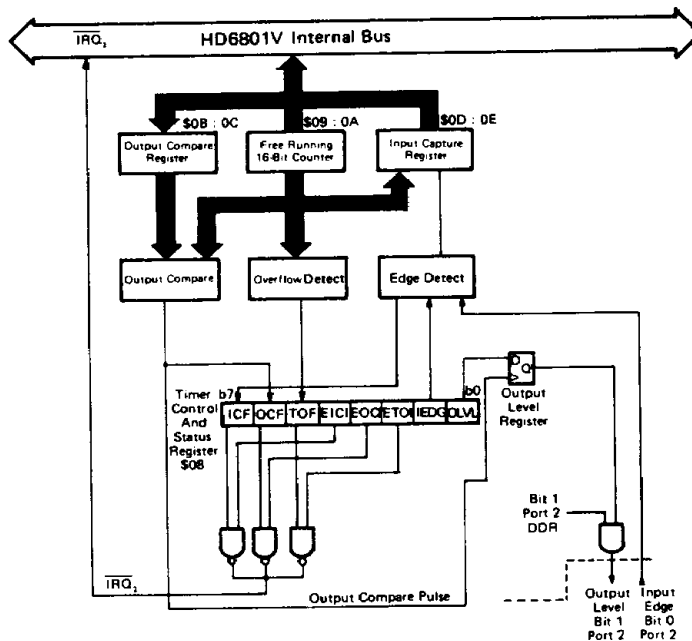 IRQ₂
HD6801V Internal Bus
$0B : 0C
$09 : 0A
$0D : 0E
Output Compare
Register
Free Running
16-Bit Counter
Input Capture
Register
Output Compare
Overflow Detect
Edge Detect
Timer
Control
And
Status
Register
$08
b7
b0
ICF
OCF
TOF
EICI
EOCI
ETOI
IEDG
OLVL
D
Q
Output
Level
Register
Bit 1
Port 2
DDR
IRQ₂
Output Compare Pulse
Output
Level
Bit 1
Port 2
Input
Edge
Bit 0
Port 2